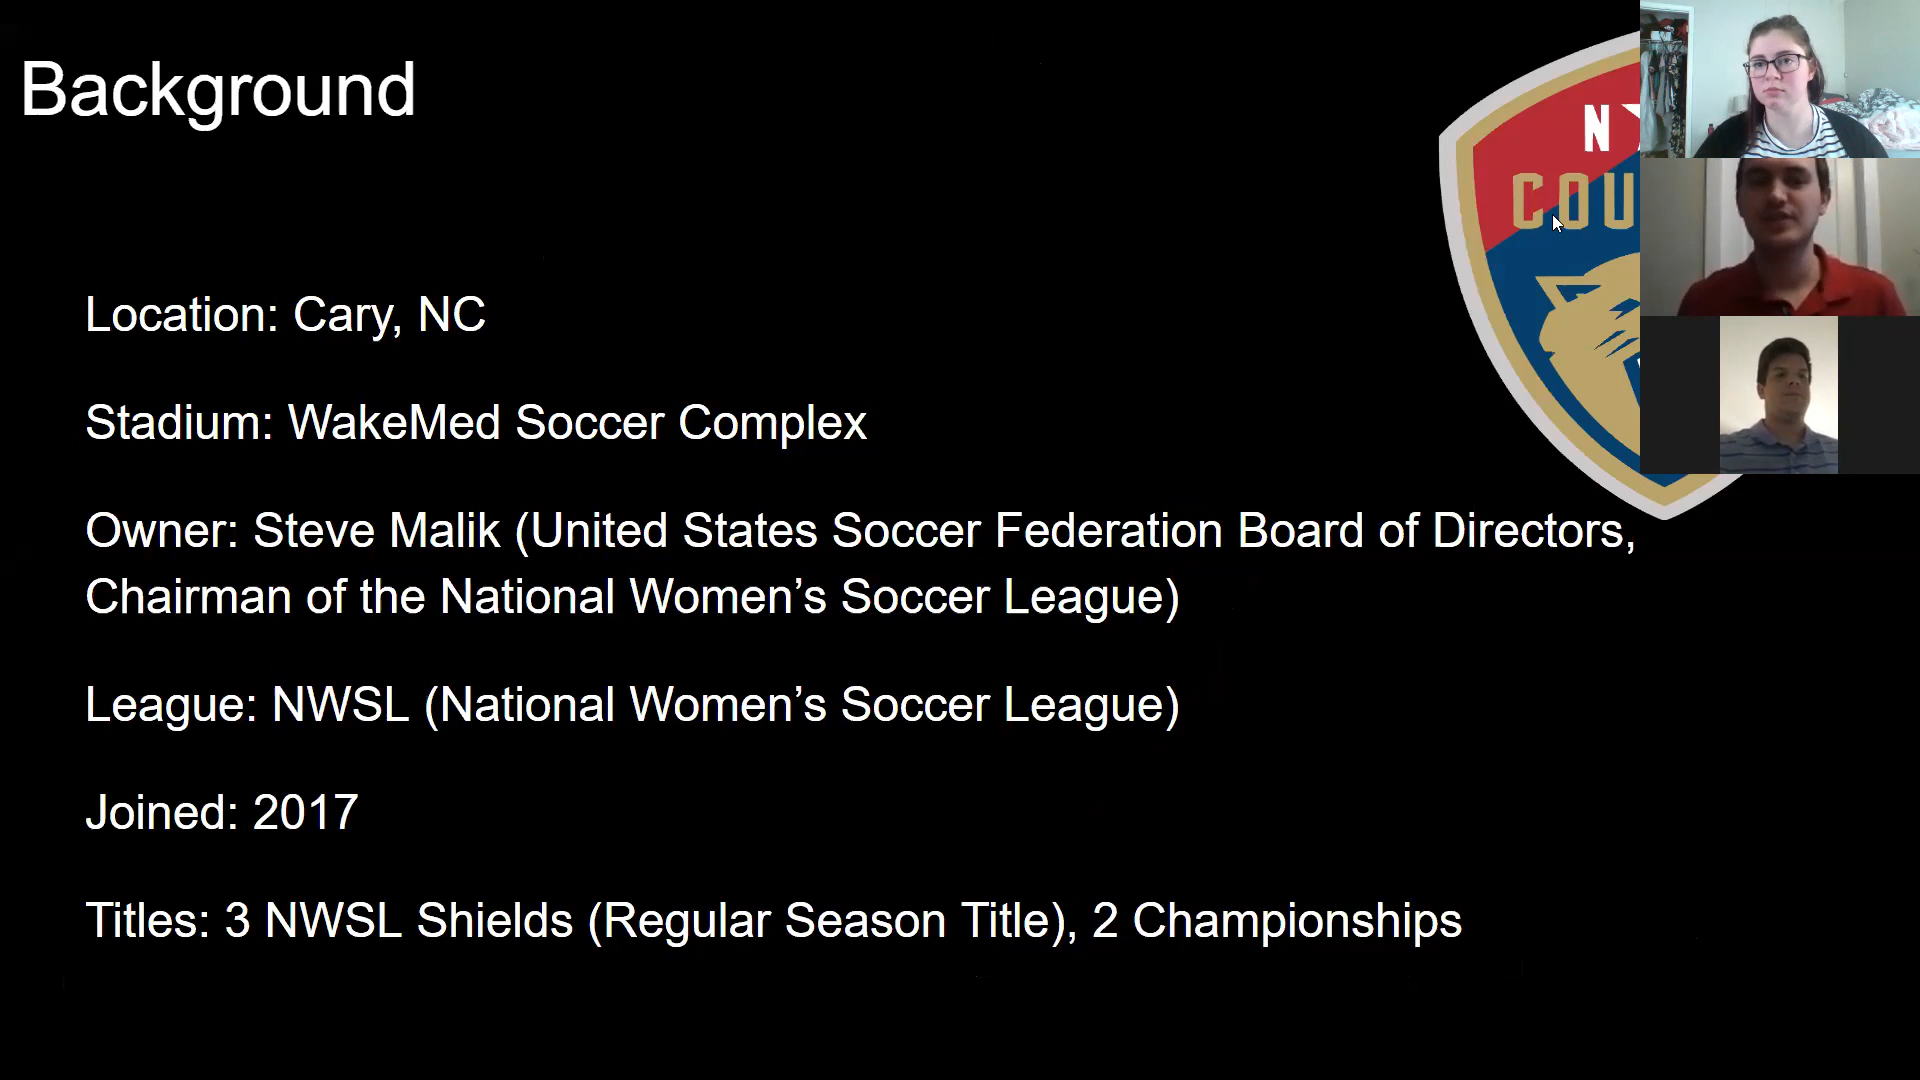 Background
N
COU
Location: Cary, NC
Stadium: WakeMed Soccer Complex
Owner: Steve Malik (United States Soccer Federation Board of Directors,
Chairman of the National Women’s Soccer League)
League: NWSL (National Women’s Soccer League)
Joined: 2017
Titles: 3 NWSL Shields (Regular Season Title), 2 Championships